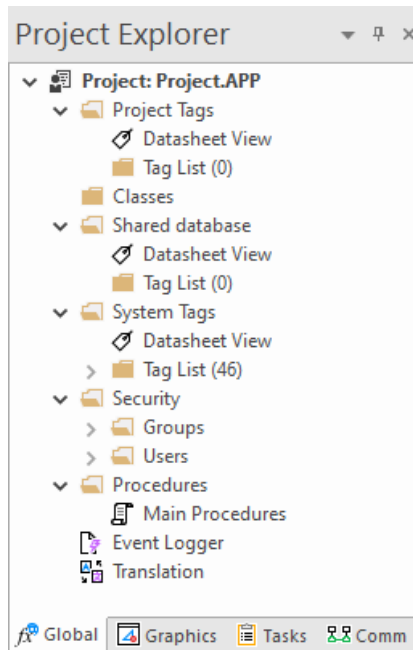 Project Explorer
Project: Project.APP
Project Tags
Datasheet View
Tag List (0)
Classes
Shared database
Datasheet View
Tag List (0)
System Tags
Datasheet View
Tag List (46)
Security
Groups
Users
Procedures
Main Procedures
Event Logger
Translation
Global Graphics Tasks Comm